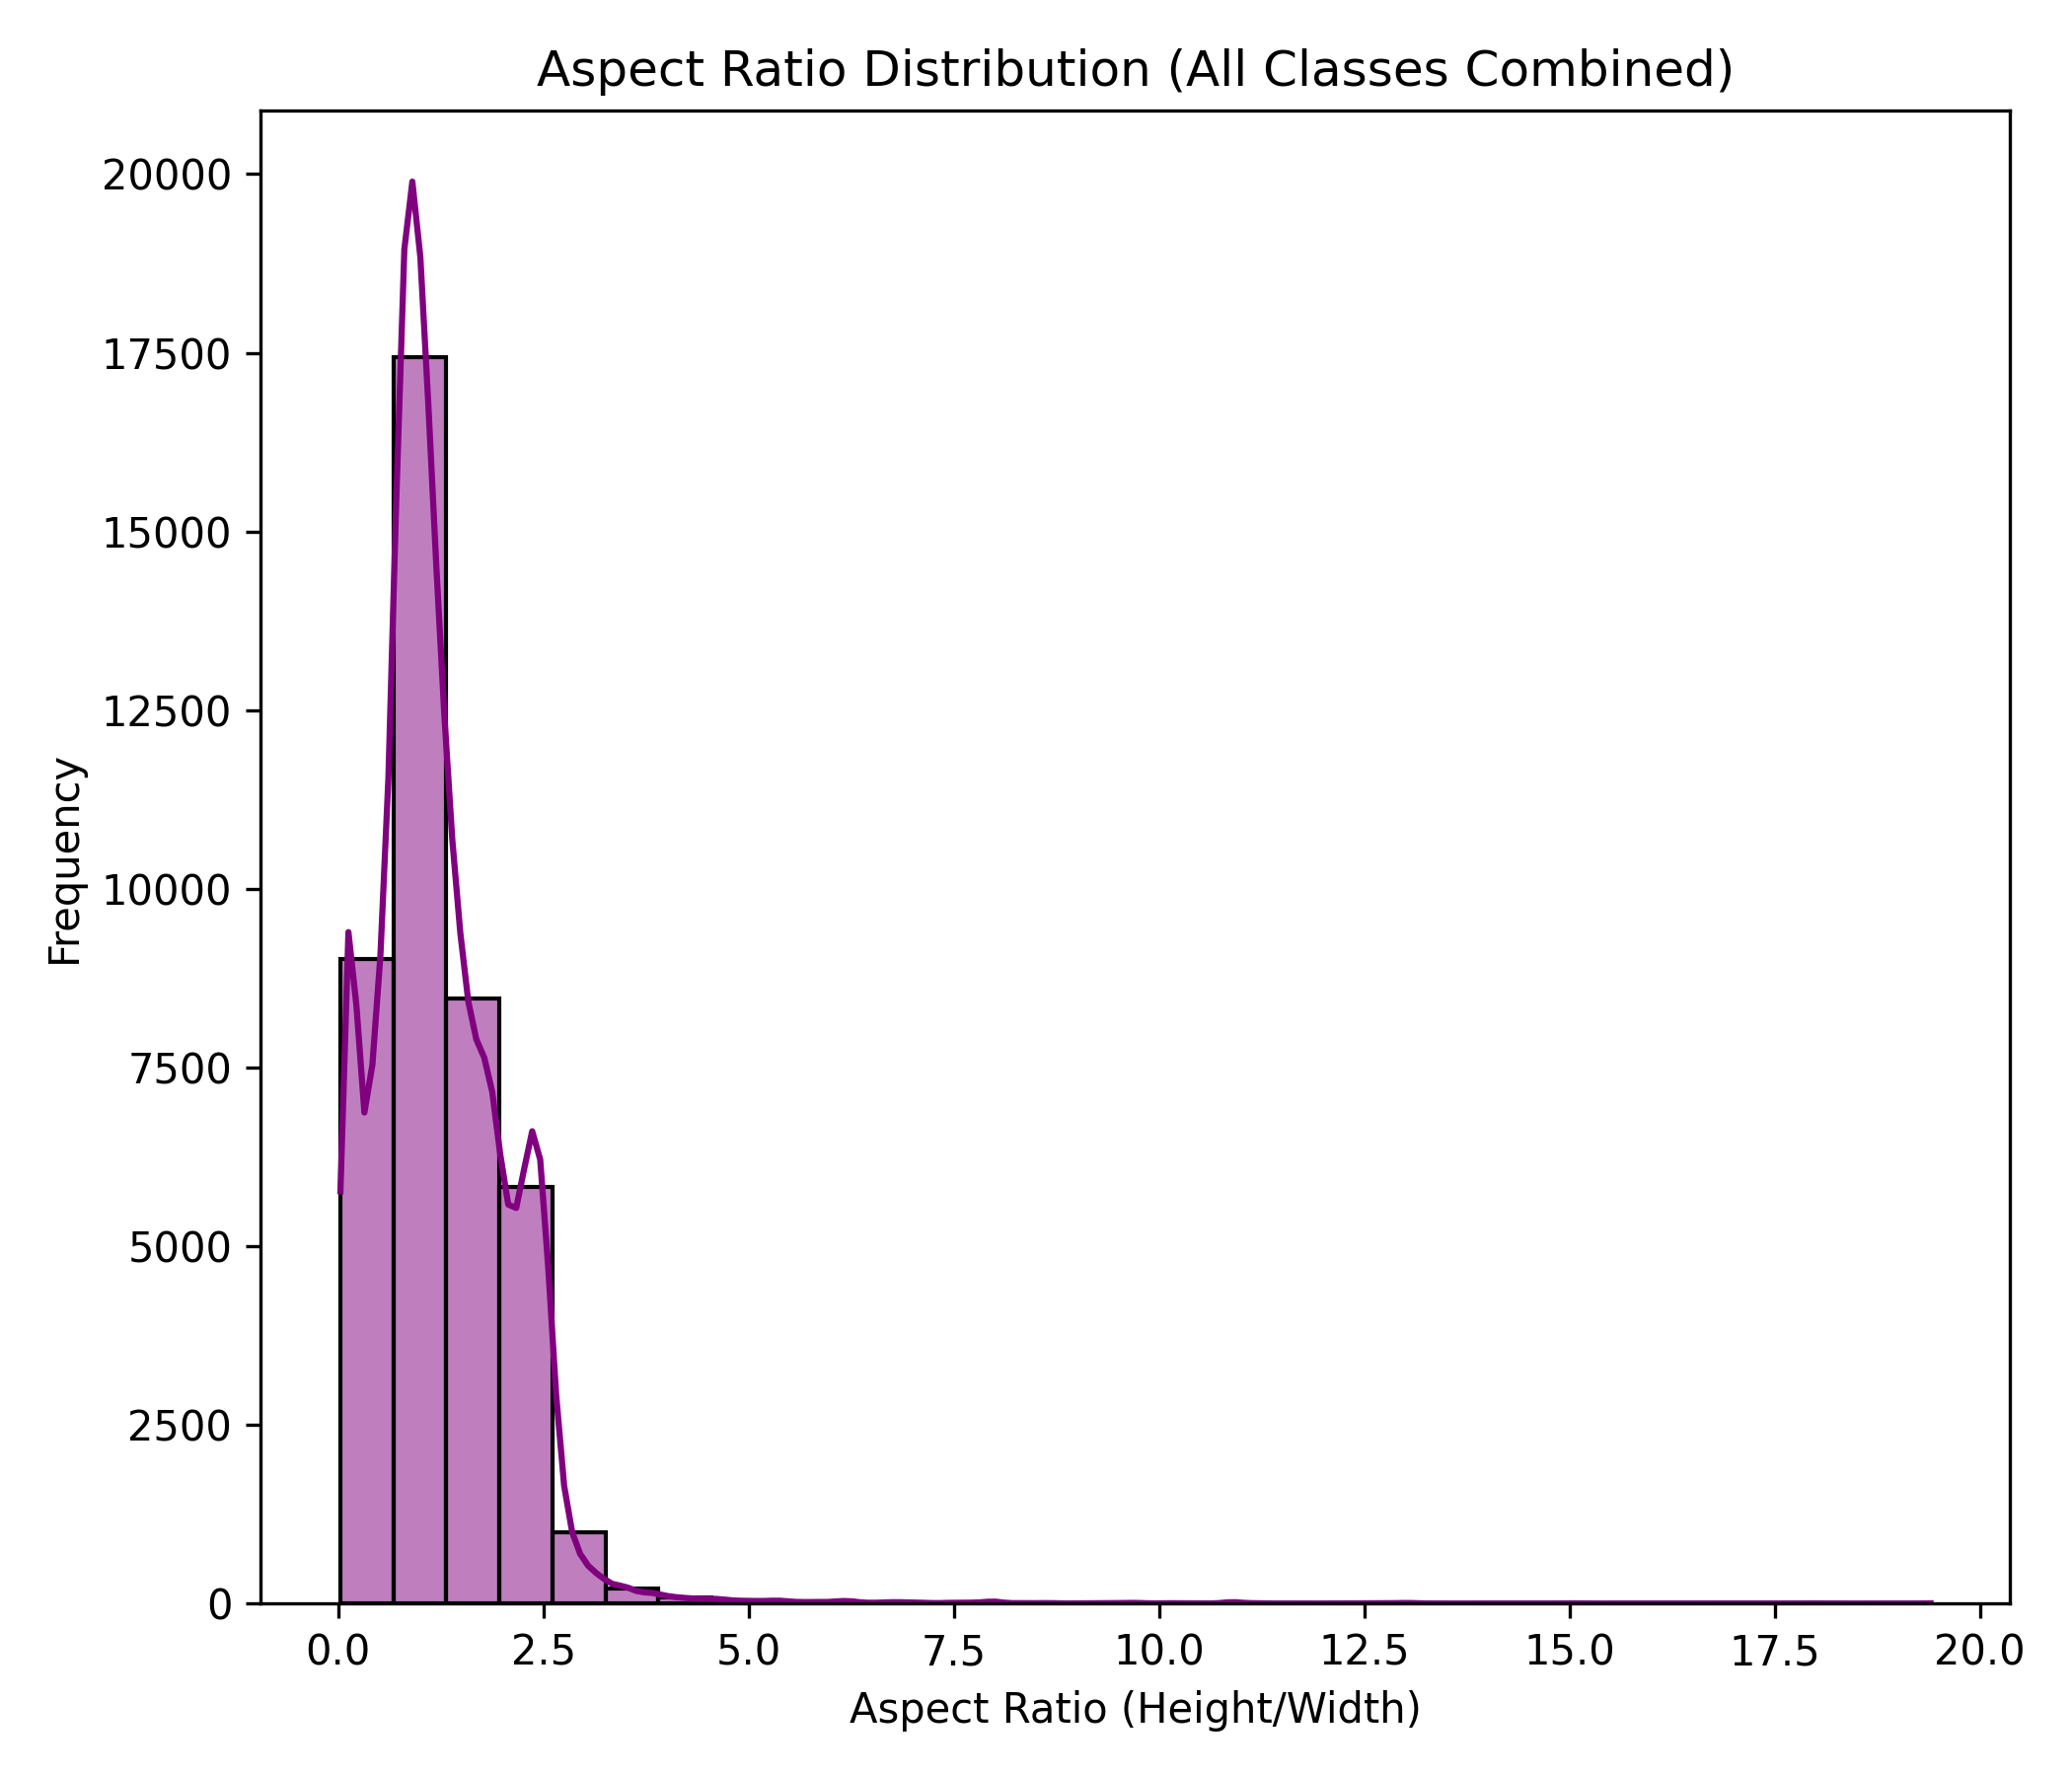 Aspect Ratio Distribution (All Classes Combined)
20000
17500
15000
12500
10000
7500
5000
2500
0
Frequency
0.0 2.5 5.0 7.5 10.0 12.5 15.0 17.5 20.0
Aspect Ratio (Height/Width)